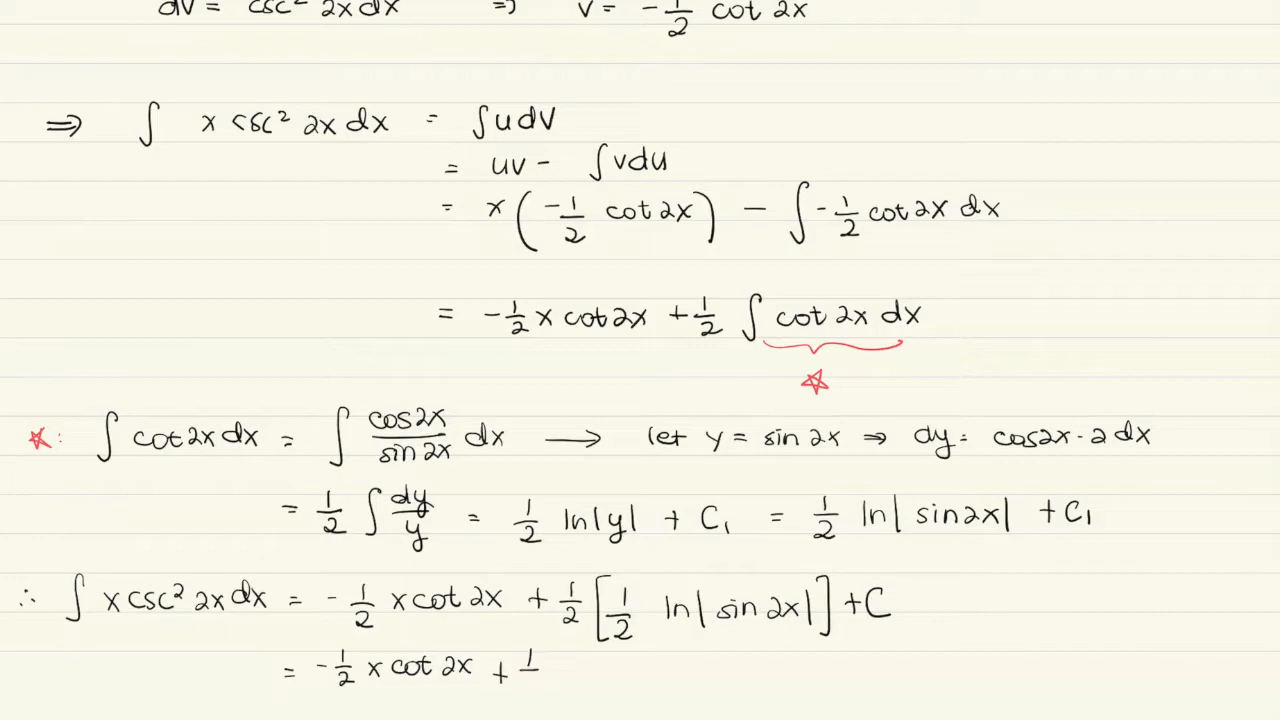 dv = csc² 2x dx ⇒ v = -1/2 cot 2x
⇒ ∫ x csc² 2x dx = ∫ u dv
= uv - ∫ v du
= x ( -1/2 cot 2x ) - ∫ -1/2 cot 2x dx
= -1/2 x cot 2x + 1/2 ∫ cot 2x dx
☆
☆: ∫ cot 2x dx = ∫ cos 2x / sin 2x dx → let y = sin 2x ⇒ dy = cos 2x · 2 dx
= 1/2 ∫ dy/y = 1/2 ln|y| + C₁ = 1/2 ln| sin 2x | + C₁
∴ ∫ x csc² 2x dx = - 1/2 x cot 2x + 1/2 [ 1/2 ln| sin 2x | ] + C
= -1/2 x cot 2x + 1